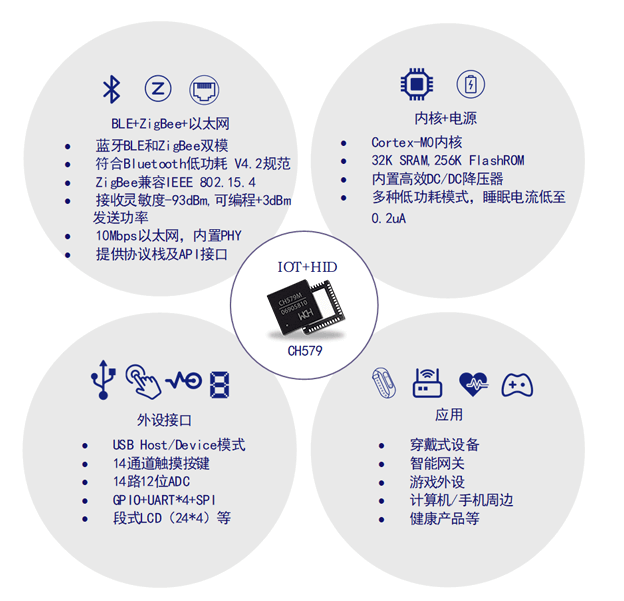 BLE+ZigBee+以太网
蓝牙BLE和ZigBee双模
符合Bluetooth低功耗 V4.2规范
ZigBee兼容IEEE 802.15.4
接收灵敏度-93dBm,可编程+3dBm
发送功率
10Mbps以太网，内置PHY
提供协议栈及API接口
内核+电源
Cortex-M0内核
32K SRAM,256K FlashROM
内置高效DC/DC降压器
多种低功耗模式，睡眠电流低至
0.2uA
IOT+HID
CH579M
WCH
CH579
外设接口
USB Host/Device模式
14通道触摸按键
14路12位ADC
GPIO+UART*4+SPI
段式LCD（24*4）等
应用
穿戴式设备
智能网关
游戏外设
计算机/手机周边
健康产品等